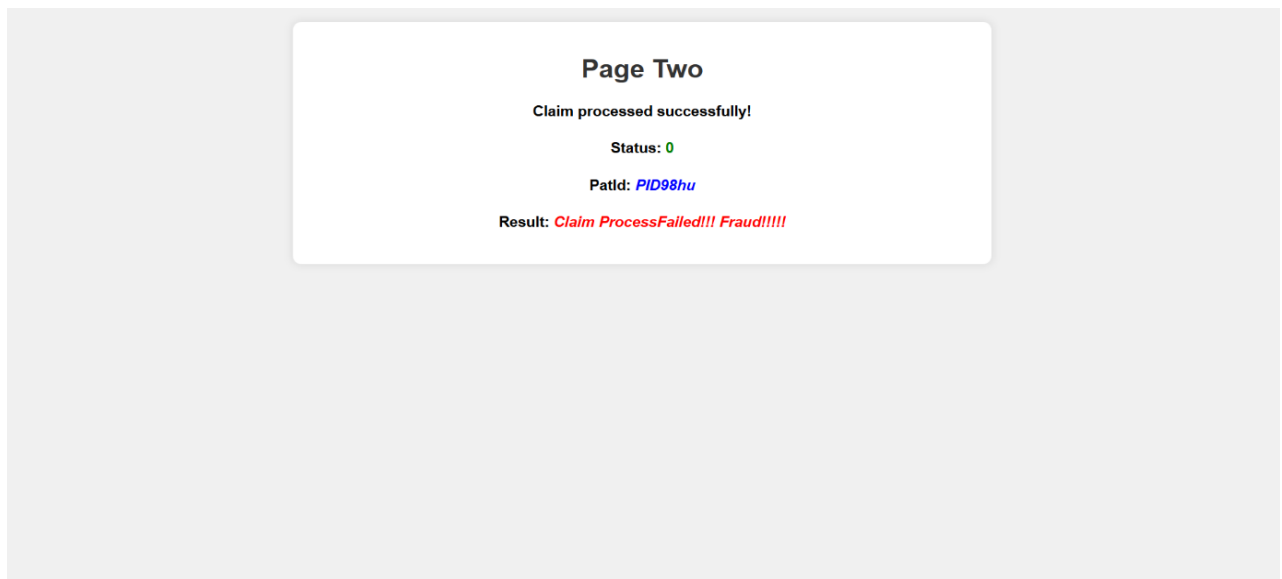 Page Two
Claim processed successfully!
Status: 0
PatId: PID98hu
Result: Claim ProcessFailed!!! Fraud!!!!!